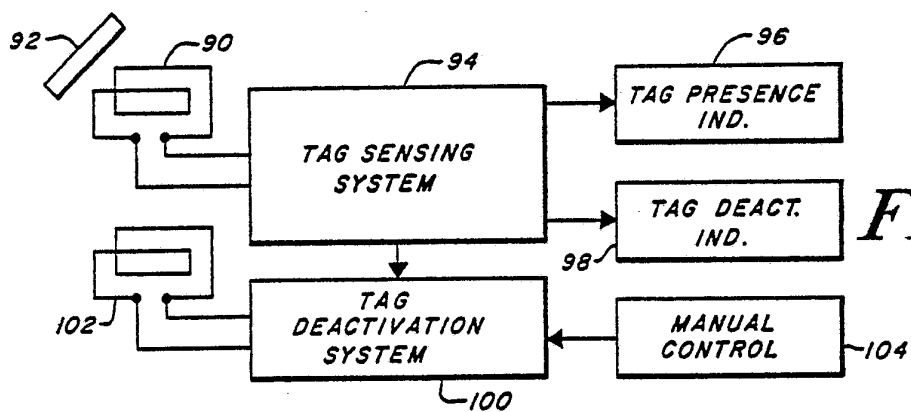 92
90
94
96
TAG PRESENCE
IND.
TAG SENSING
SYSTEM
TAG DEACT.
IND.
98
F
102
TAG
DEACTIVATION
SYSTEM
100
MANUAL
CONTROL
104